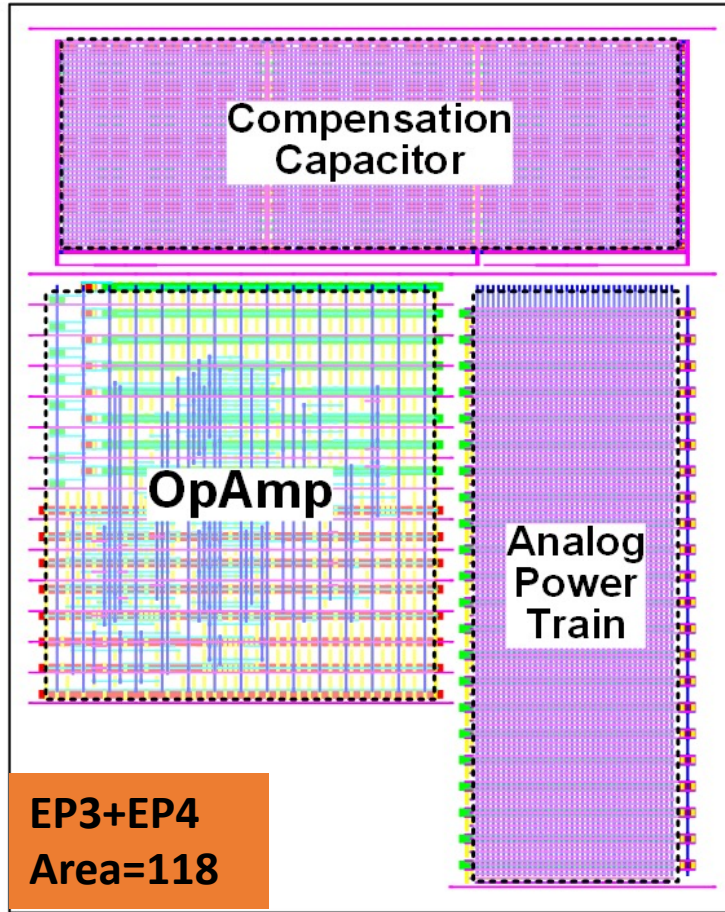 Compensation
Capacitor
OpAmp
Analog
Power
Train
EP3+EP4
Area=118